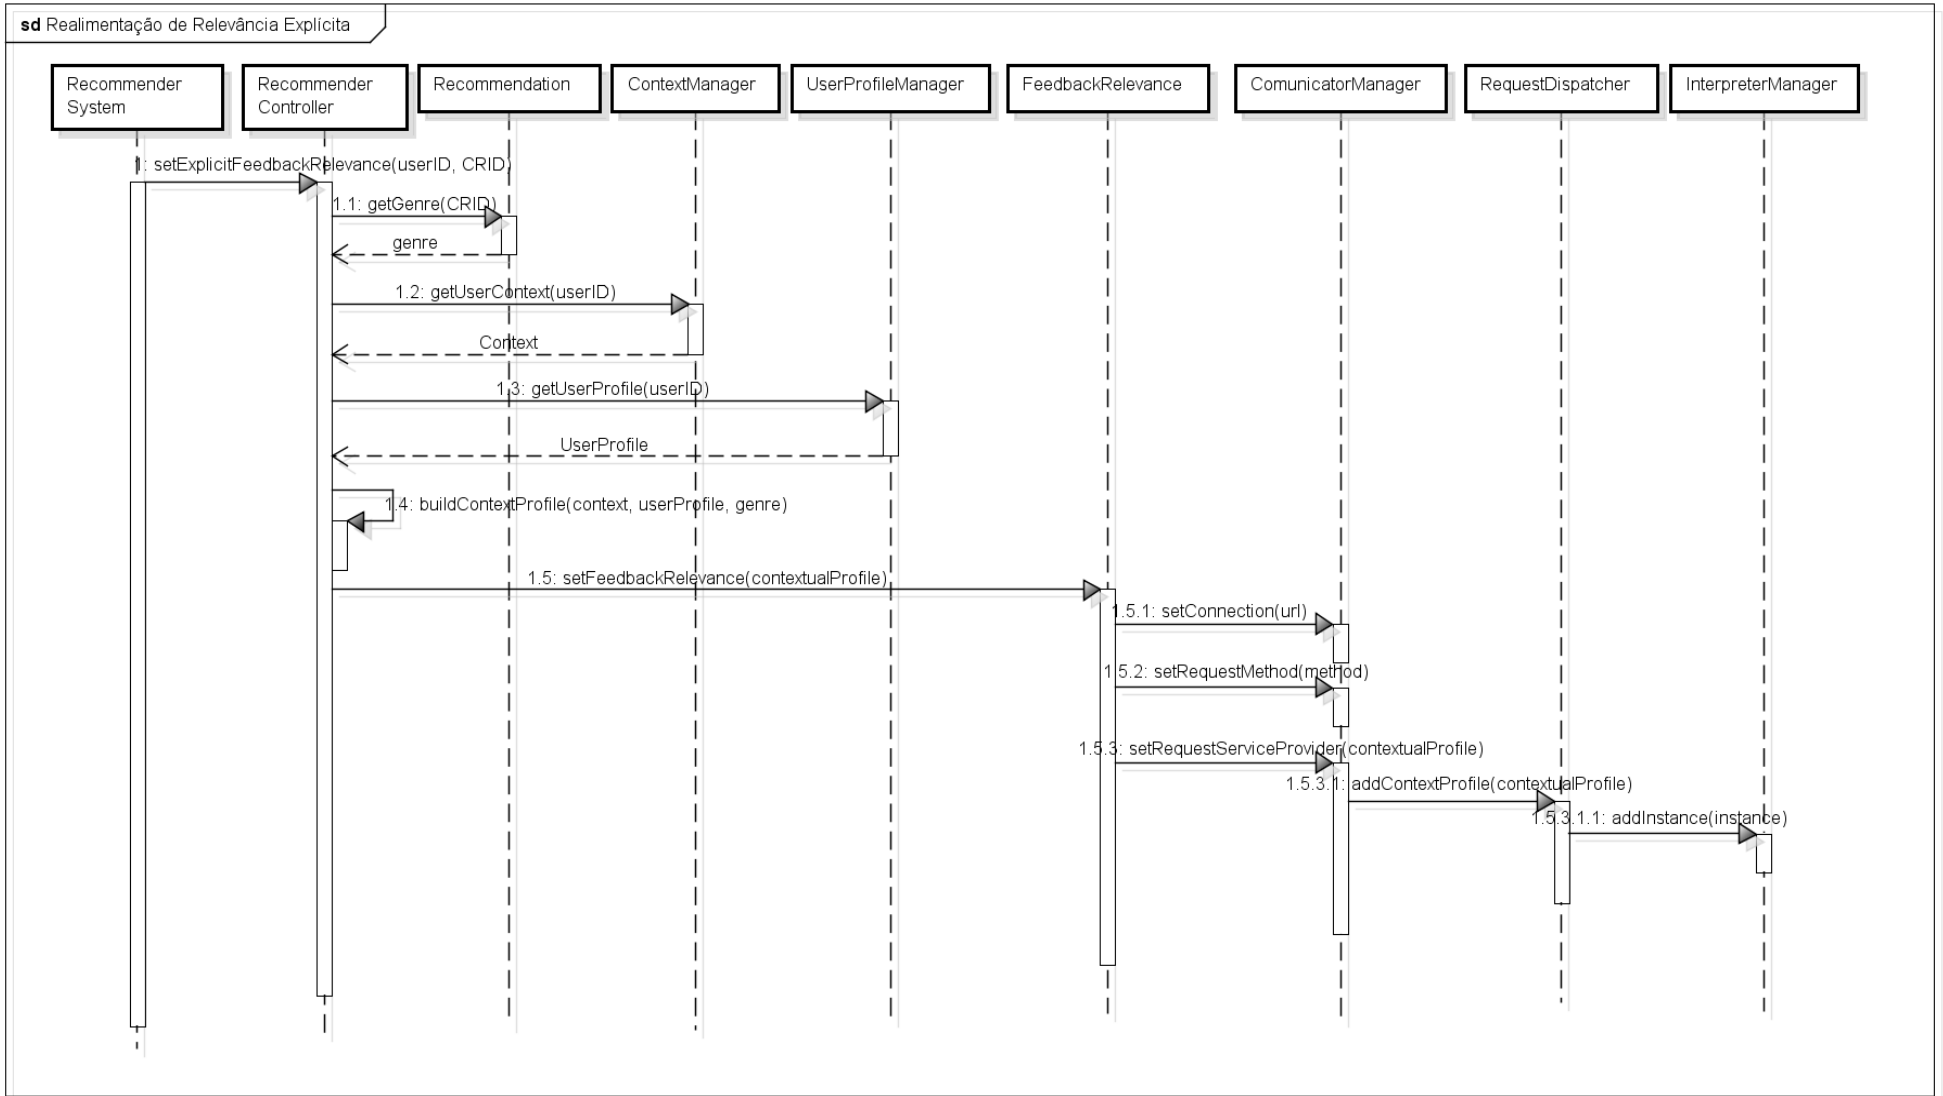 sd Realimentação de Relevância Explícita
Recommender
System
Recommender
Controller
Recommendation
ContextManager
UserProfileManager
FeedbackRelevance
ComunicatorManager
RequestDispatcher
InterpreterManager
1: setExplicitFeedbackRelevance(userID, CRID)
1.1: getGenre(CRID)
genre
1.2: getUserContext(userID)
Context
1.3: getUserProfile(userID)
UserProfile
1.4: buildContextProfile(context, userProfile, genre)
1.5: setFeedbackRelevance(contextualProfile)
1.5.1: setConnection(url)
1.5.2: setRequestMethod(method)
1.5.3: setRequestServiceProvider(contextualProfile)
1.5.3.1: addContextProfile(contextualProfile)
1.5.3.1.1: addInstance(instance)